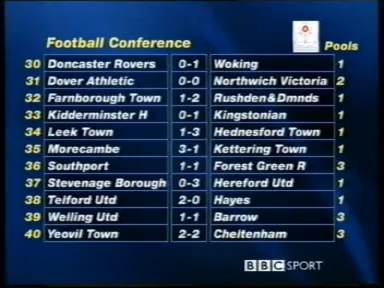 Football Conference
Pools
30 Doncaster Rovers 0-1 Woking 1
31 Dover Athletic 0-0 Northwich Victoria 2
32 Farnborough Town 1-2 Rushden&Dmnds 1
33 Kidderminster H 0-1 Kingstonian 1
34 Leek Town 1-3 Hednesford Town 1
35 Morecambe 3-1 Kettering Town 1
36 Southport 1-1 Forest Green R 3
37 Stevenage Borough 0-3 Hereford Utd 1
38 Telford Utd 2-0 Hayes 1
39 Welling Utd 1-1 Barrow 3
40 Yeovil Town 2-2 Cheltenham 3
BBC SPORT